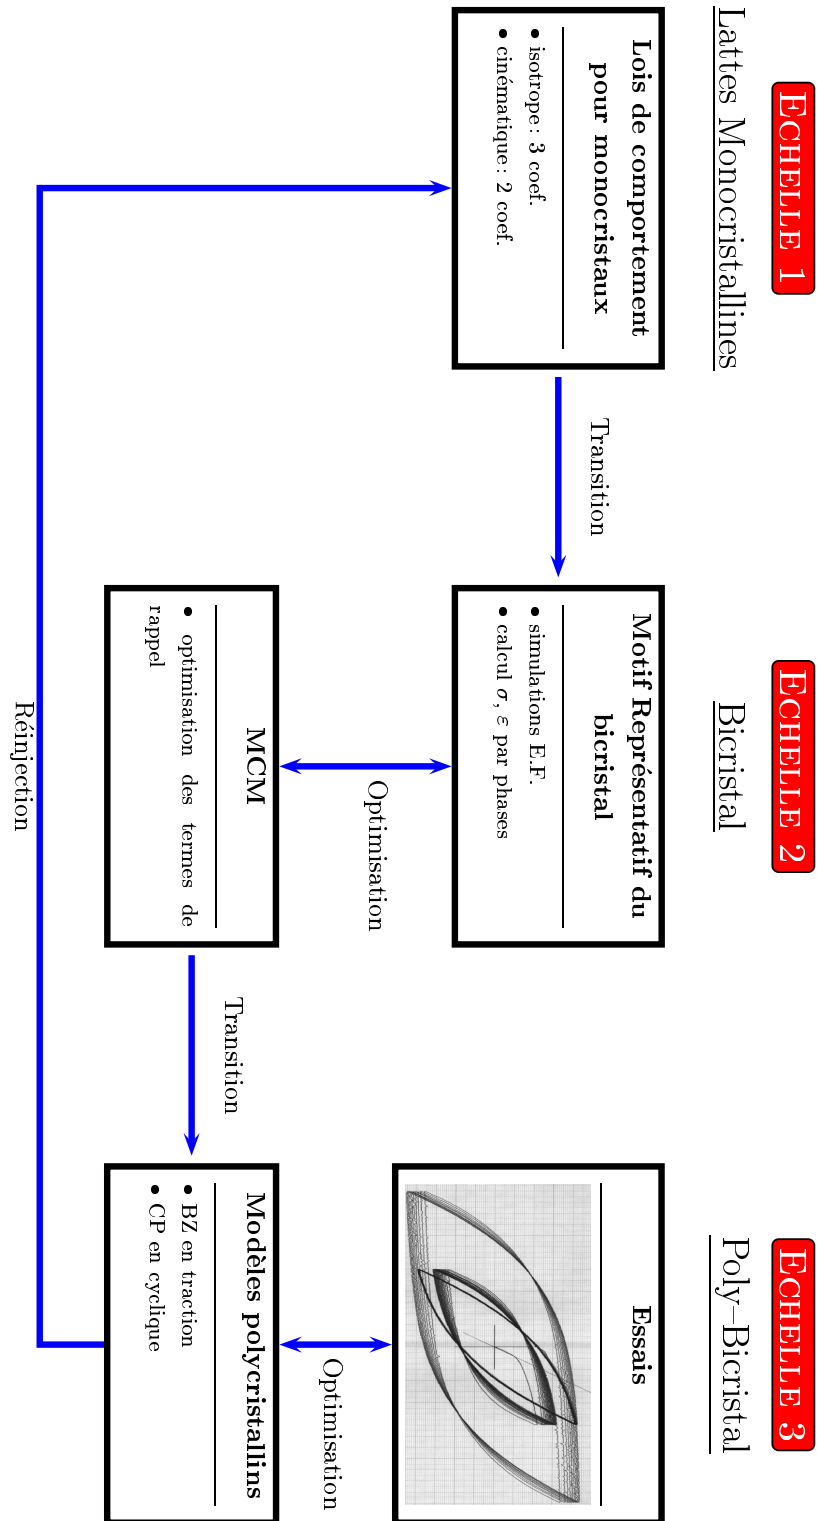 ECHELLE 1
Lattes Monocristallines
Lois de comportement
pour monocristaux
• isotrope : 3 coef.
• cinématique : 2 coef.
Transition
ECHELLE 2
Bicristal
Motif Représentatif du
bicristal
• simulations E.F.
• calcul σ, ε par phases
Optimisation
MCM
• optimisation des termes de
rappel
Transition
ECHELLE 3
Poly–Bicristal
Essais
Optimisation
Modèles polycristallins
• BZ en traction
• CP en cyclique
Réinjection